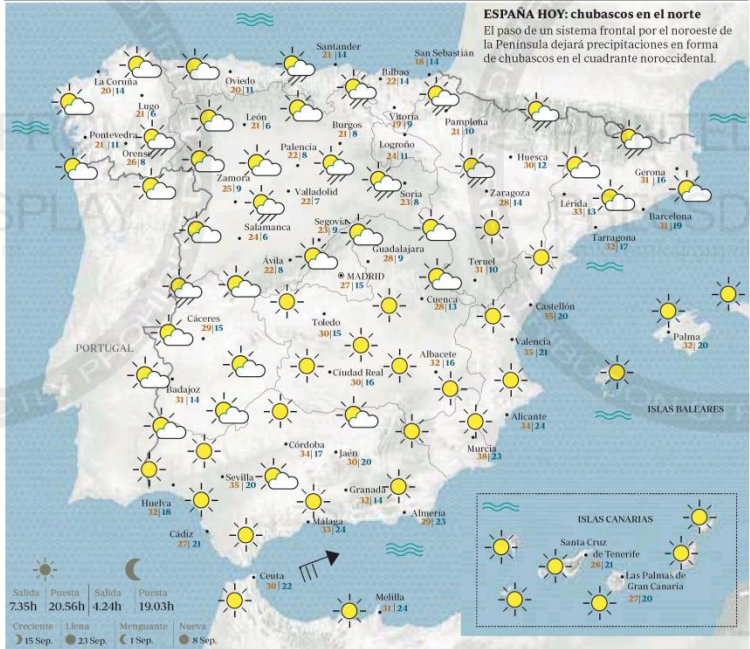 ESPAÑA HOY: chubascos en el norte
El paso de un sistema frontal por el noroeste de
la Península dejará precipitaciones en forma
de chubascos en el cuadrante noroccidental.
Santander
21|14
San Sebastián
18|14
La Coruña
20|14
Oviedo
20|11
Bilbao
22|14
Lugo
21|6
León
21|6
Burgos
21|8
Vitoria
19|9
Pamplona
21|10
Pontevedra
21|11
Orense
26|8
Palencia
22|8
Logroño
24|11
Huesca
30|12
Gerona
31|16
Zamora
25|9
Valladolid
22|7
Soria
23|8
Zaragoza
28|14
Lérida
33|13
Barcelona
31|19
Salamanca
24|6
Segovia
23|9
Tarragona
32|17
Ávila
22|8
Guadalajara
28|9
Teruel
31|10
MADRID
27|15
Cuenca
28|13
Castellón
35|20
Cáceres
29|15
Toledo
30|15
Valencia
35|21
Palma
32|20
PORTUGAL
Ciudad Real
30|16
Albacete
32|16
Badajoz
31|14
ISLAS BALEARES
Alicante
34|24
Córdoba
34|17
Jaén
30|20
Murcia
38|23
Sevilla
35|20
Granada
32|14
Huelva
32|18
Almería
29|23
Cádiz
27|21
Málaga
33|24
ISLAS CANARIAS
Santa Cruz
de Tenerife
28|21
Las Palmas de
Gran Canaria
27|20
Ceuta
30|22
Melilla
31|24
Salida Puesta Salida Puesta
7.35h 20.56h 4.24h 19.03h
Creciente Llena Menguante Nueva
15 Sep. 23 Sep. 1 Sep. 8 Sep.